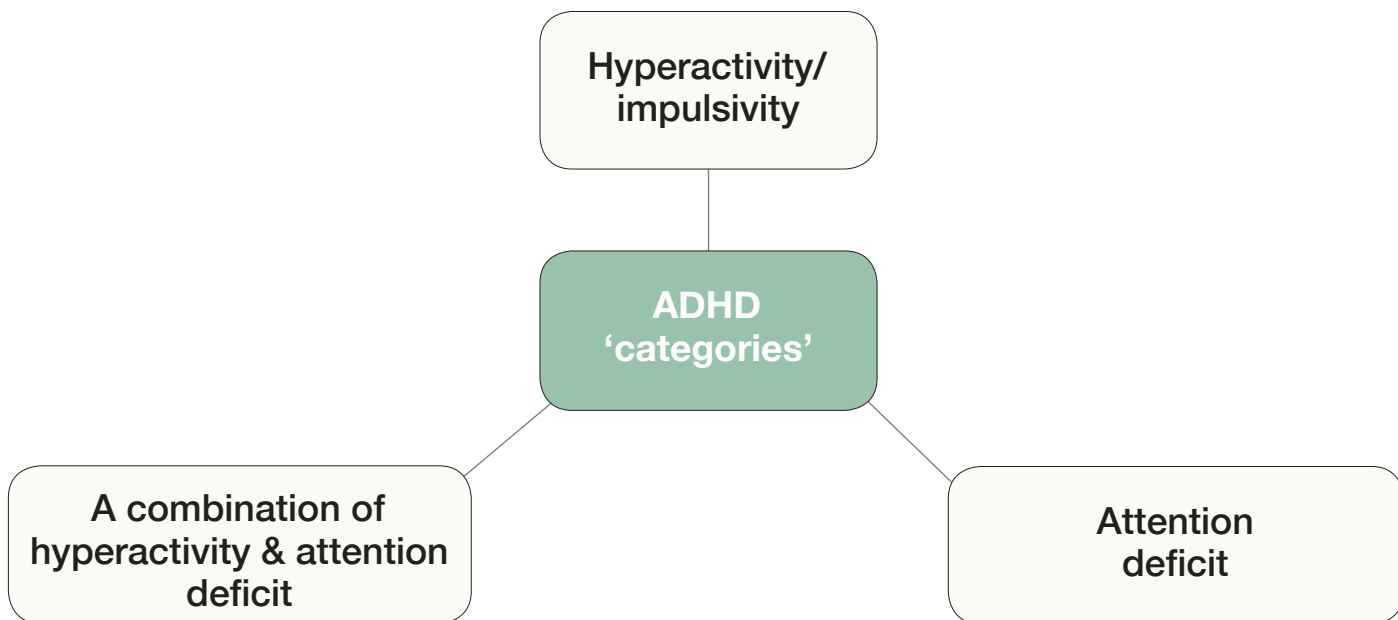 Hyperactivity/
impulsivity
ADHD
‘categories’
A combination of
hyperactivity & attention
deficit
Attention
deficit